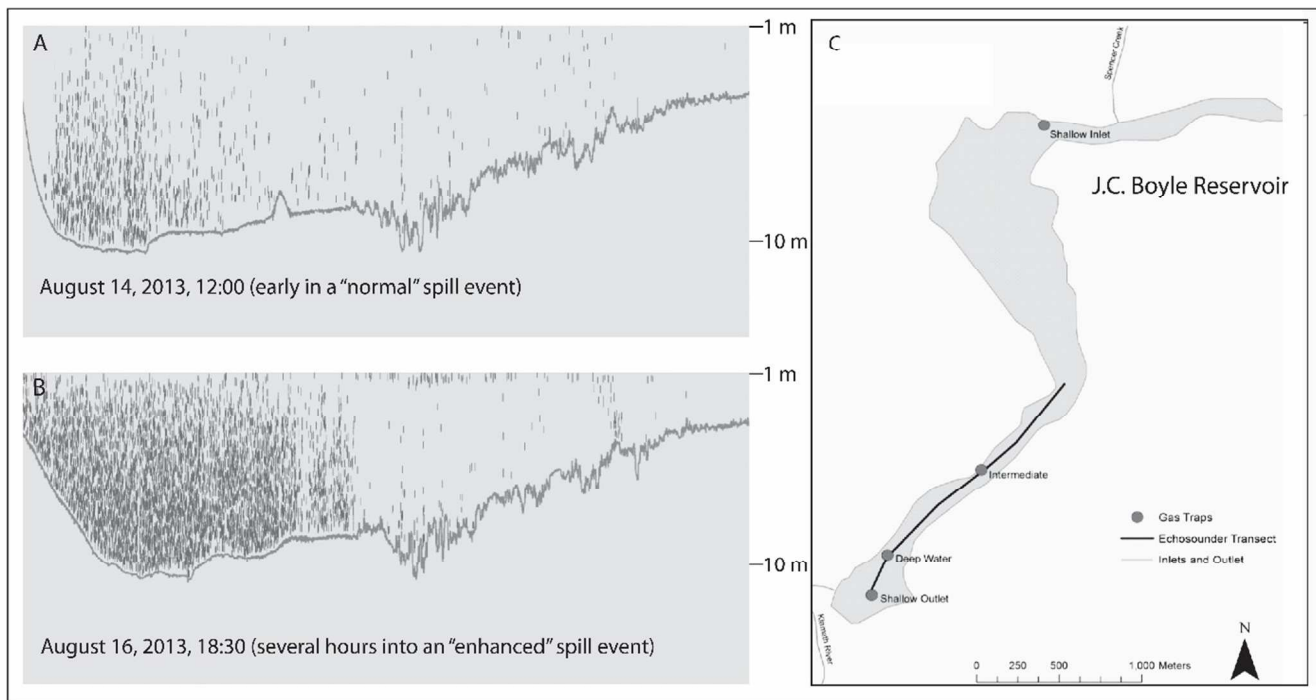 A
1 m
10 m
August 14, 2013, 12:00 (early in a “normal” spill event)
B
1 m
10 m
August 16, 2013, 18:30 (several hours into an “enhanced” spill event)
C
Spencer Creek
Shallow Inlet
J.C. Boyle Reservoir
Intermediate
Deep Water
Shallow Outlet
Klamath River
Gas Traps
Echosounder Transect
Inlets and Outlet
N
0 250 500 1,000 Meters